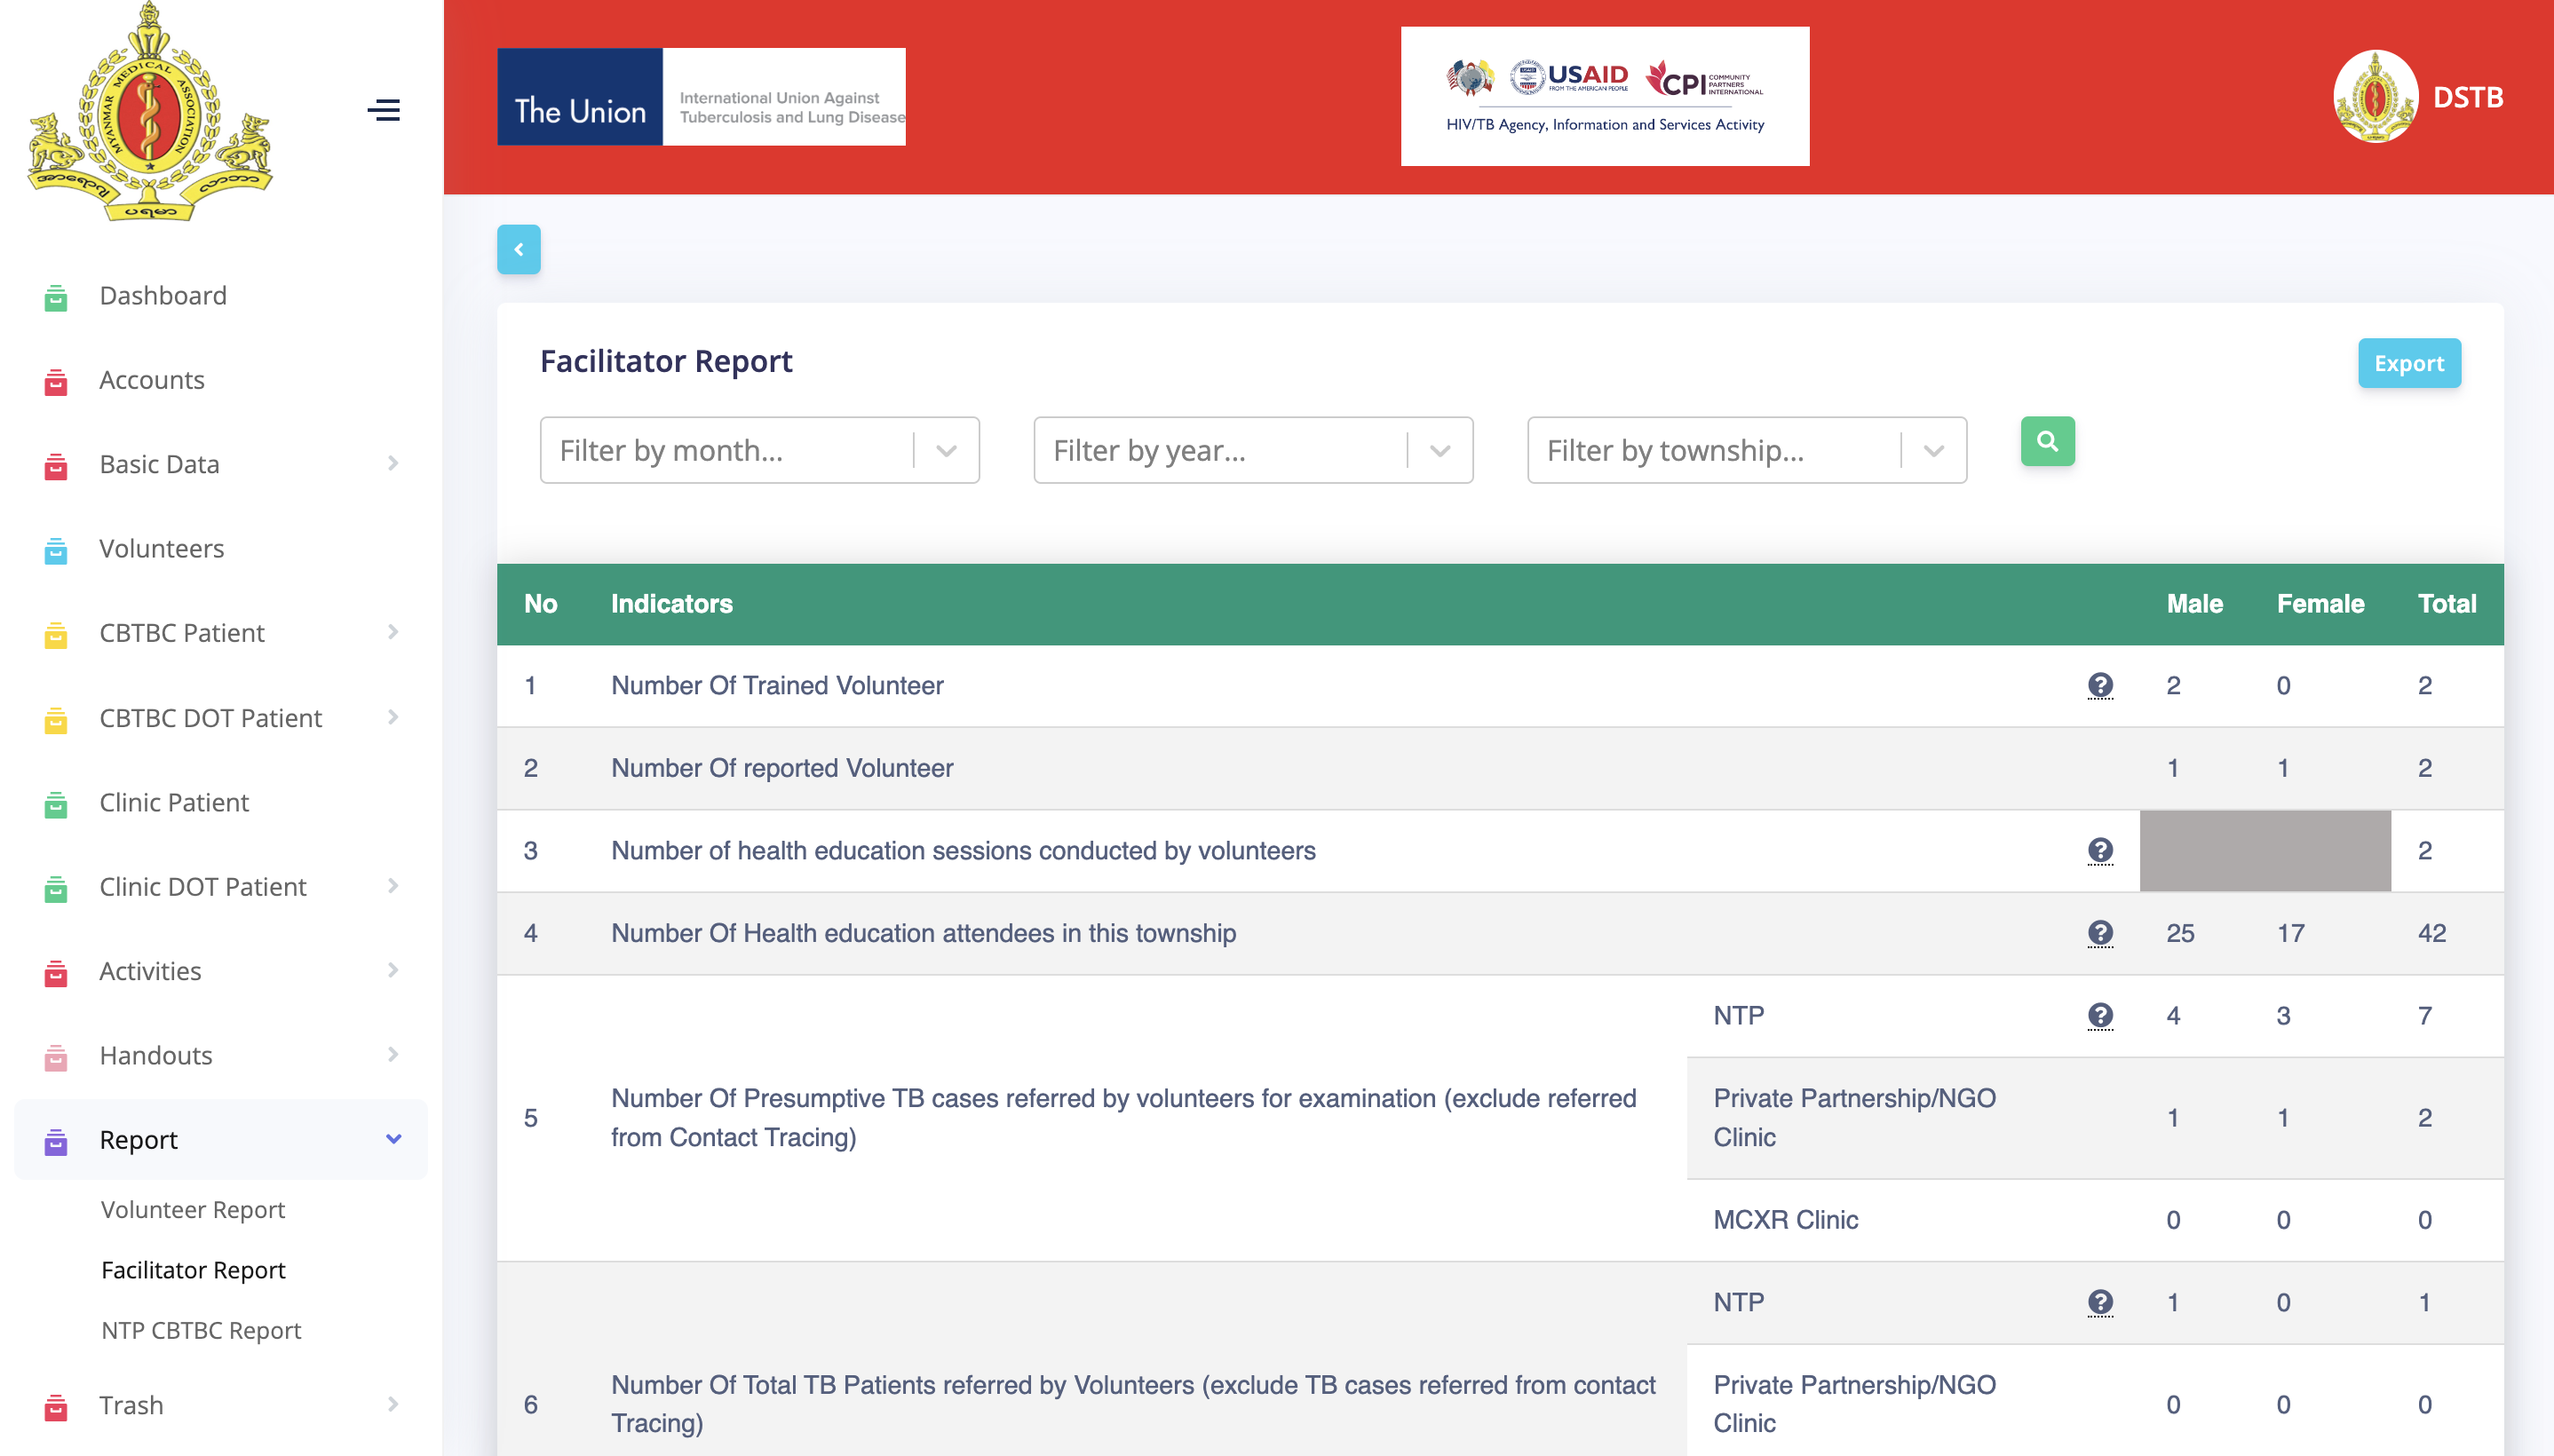 MYANMAR MEDICAL ASSOCIATION
အာရောဂျ
ပရမာ
လာဘာ
The Union
International Union Against
Tuberculosis and Lung Disease
USAID
FROM THE AMERICAN PEOPLE
CPI
COMMUNITY
PARTNERS
INTERNATIONAL
HIV/TB Agency, Information and Services Activity
DSTB
Dashboard
Accounts
Basic Data
Volunteers
CBTBC Patient
CBTBC DOT Patient
Clinic Patient
Clinic DOT Patient
Activities
Handouts
Report
Volunteer Report
Facilitator Report
NTP CBTBC Report
Trash
Facilitator Report
Export
Filter by month...
Filter by year...
Filter by township...
No Indicators Male Female Total
1 Number Of Trained Volunteer 2 0 2
2 Number Of reported Volunteer 1 1 2
3 Number of health education sessions conducted by volunteers 2
4 Number Of Health education attendees in this township 25 17 42
5 Number Of Presumptive TB cases referred by volunteers for examination (exclude referred
from Contact Tracing)
NTP 4 3 7
Private Partnership/NGO
Clinic 1 1 2
MCXR Clinic 0 0 0
6 Number Of Total TB Patients referred by Volunteers (exclude TB cases referred from contact
Tracing)
NTP 1 0 1
Private Partnership/NGO
Clinic 0 0 0